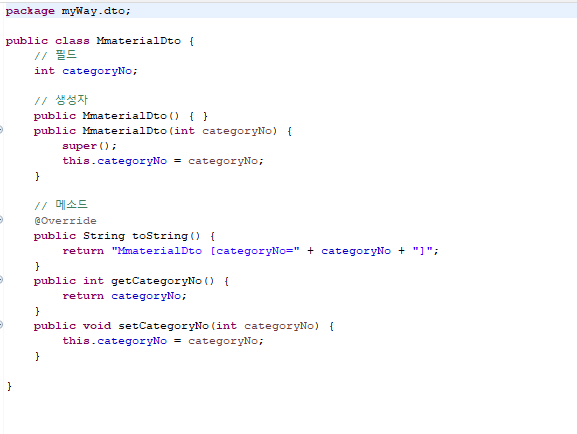 package myWay.dto;
public class MmaterialDto {
// 필드
int categoryNo;
// 생성자
public MmaterialDto() { }
public MmaterialDto(int categoryNo) {
super();
this.categoryNo = categoryNo;
}
// 메소드
@Override
public String toString() {
return "MmaterialDto [categoryNo=" + categoryNo + "]";
}
public int getCategoryNo() {
return categoryNo;
}
public void setCategoryNo(int categoryNo) {
this.categoryNo = categoryNo;
}
}